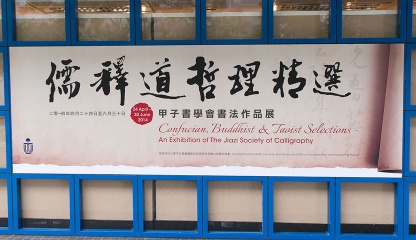 儒釋道哲理精選
二零一四年四月二十四日至六月三十日
24 April–
30 June
2014
甲子書學會書法作品展
Confucian, Buddhist & Taoist Selections -
An Exhibition of The Jiazi Society of Calligraphy